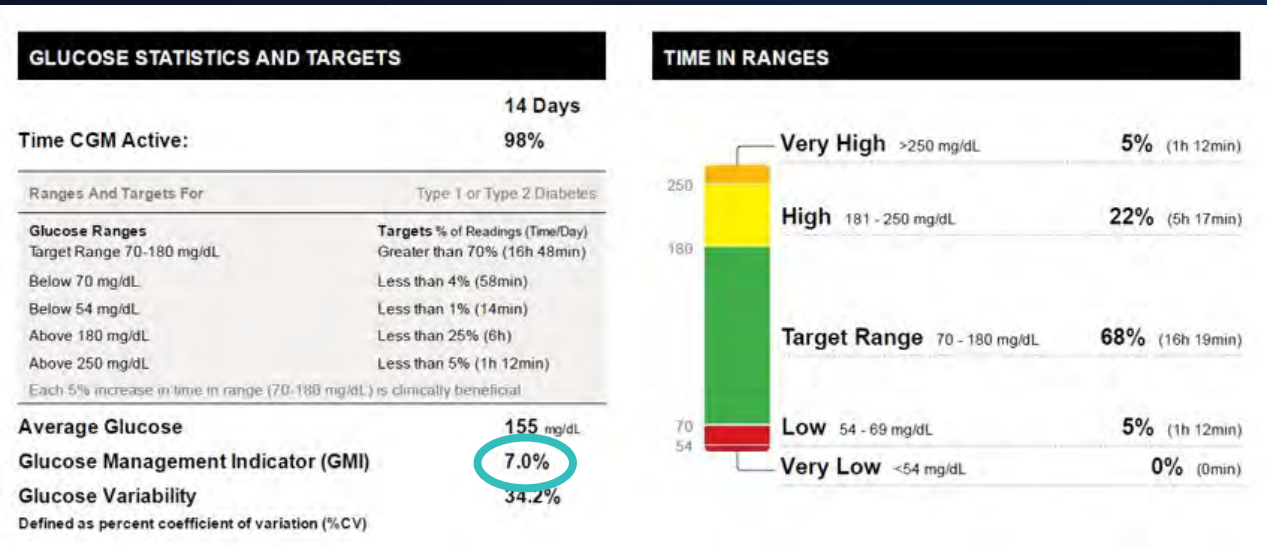 GLUCOSE STATISTICS AND TARGETS
14 Days
Time CGM Active: 98%
Ranges And Targets For Type 1 or Type 2 Diabetes
Glucose Ranges Targets % of Readings (Time/Day)
Target Range 70-180 mg/dL Greater than 70% (16h 48min)
Below 70 mg/dL Less than 4% (58min)
Below 54 mg/dL Less than 1% (14min)
Above 180 mg/dL Less than 25% (6h)
Above 250 mg/dL Less than 5% (1h 12min)
Each 5% increase in time in range (70-180 mg/dL) is clinically beneficial
Average Glucose 155 mg/dL
Glucose Management Indicator (GMI) 7.0%
Glucose Variability 34.2%
Defined as percent coefficient of variation (%CV)
TIME IN RANGES
Very High >250 mg/dL 5% (1h 12min)
250
High 181 - 250 mg/dL 22% (5h 17min)
180
Target Range 70 - 180 mg/dL 68% (16h 19min)
70
Low 54 - 69 mg/dL 5% (1h 12min)
54
Very Low <54 mg/dL 0% (0min)